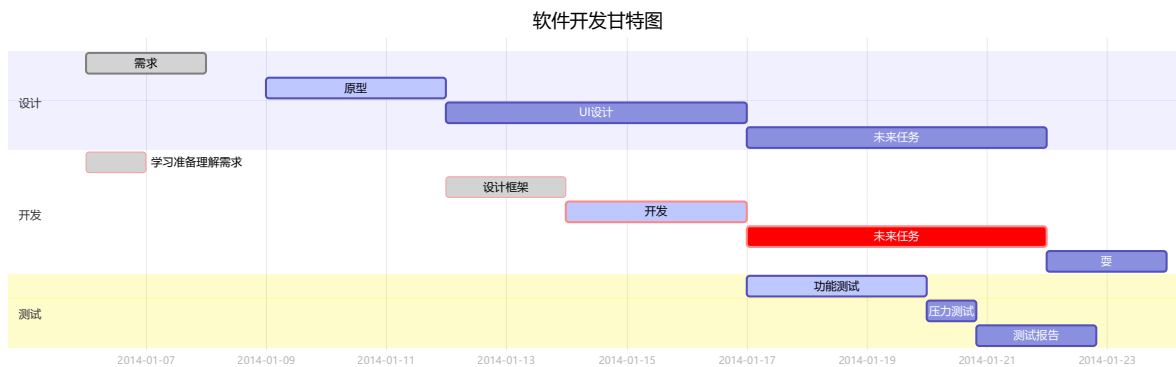 软件开发甘特图
需求
原型
设计
UI设计
未来任务
学习准备理解需求
设计框架
开发
开发
未来任务
耍
功能测试
测试
压力测试
测试报告
2014-01-07 2014-01-09 2014-01-11 2014-01-13 2014-01-15 2014-01-17 2014-01-19 2014-01-21 2014-01-23